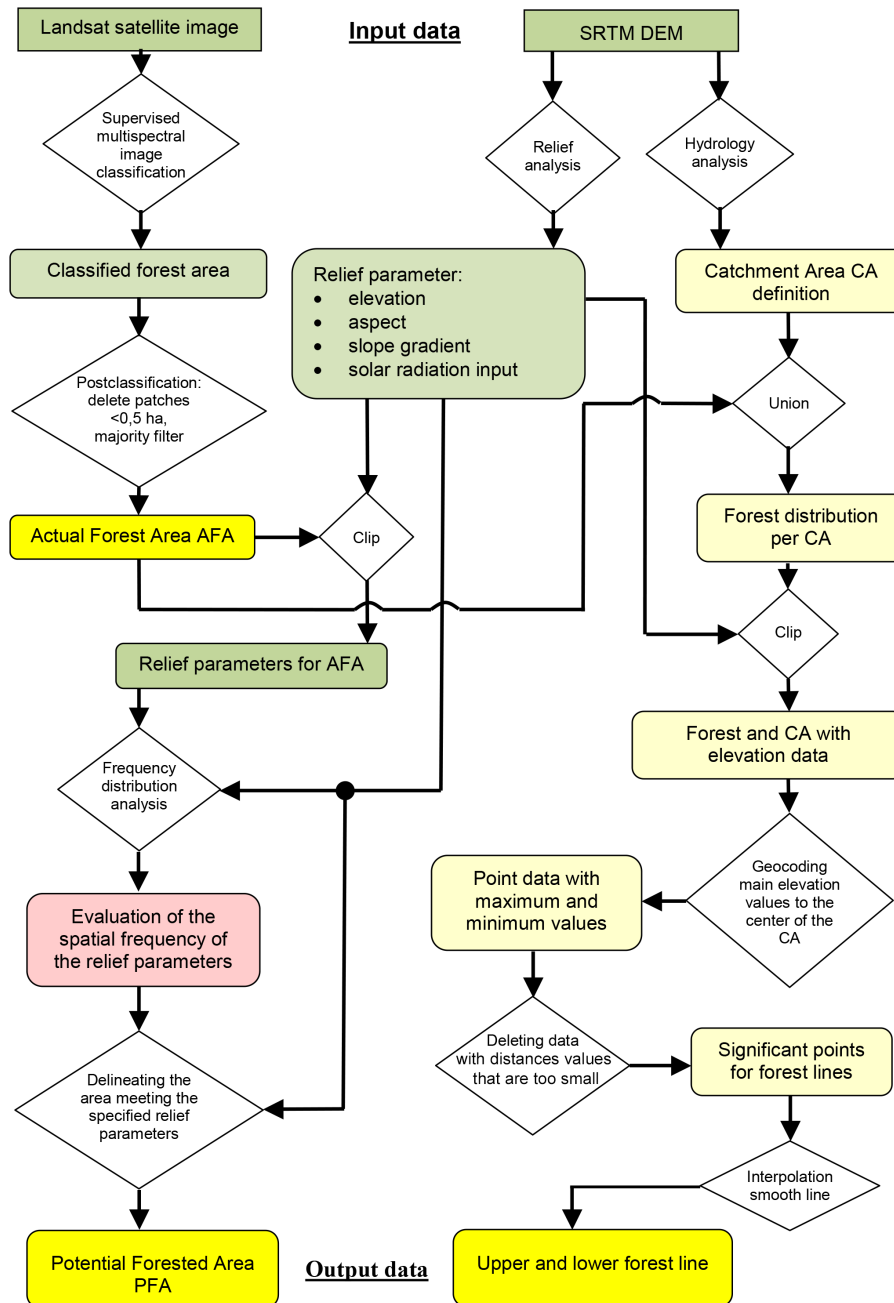 Landsat satellite image
Input data
SRTM DEM
Supervised
multispectral
image
classification
Relief
analysis
Hydrology
analysis
Classified forest area
Relief parameter:
• elevation
• aspect
• slope gradient
• solar radiation input
Catchment Area CA
definition
Postclassification:
delete patches
<0,5 ha,
majority filter
Union
Actual Forest Area AFA
Clip
Forest distribution
per CA
Clip
Relief parameters for AFA
Forest and CA with
elevation data
Frequency
distribution
analysis
Geocoding
main elevation
values to the
center of the
CA
Point data with
maximum and
minimum values
Evaluation of the
spatial frequency of
the relief parameters
Deleting data
with distances values
that are too small
Significant points
for forest lines
Delineating the
area meeting the
specified relief
parameters
Interpolation
smooth line
Potential Forested Area
PFA
Output data
Upper and lower forest line